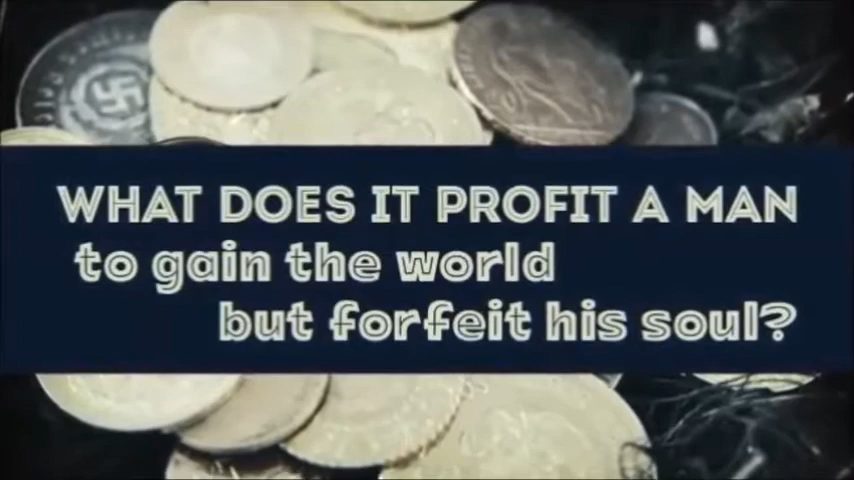 WHAT DOES IT PROFIT A MAN
to gain the world
but forfeit his soul?